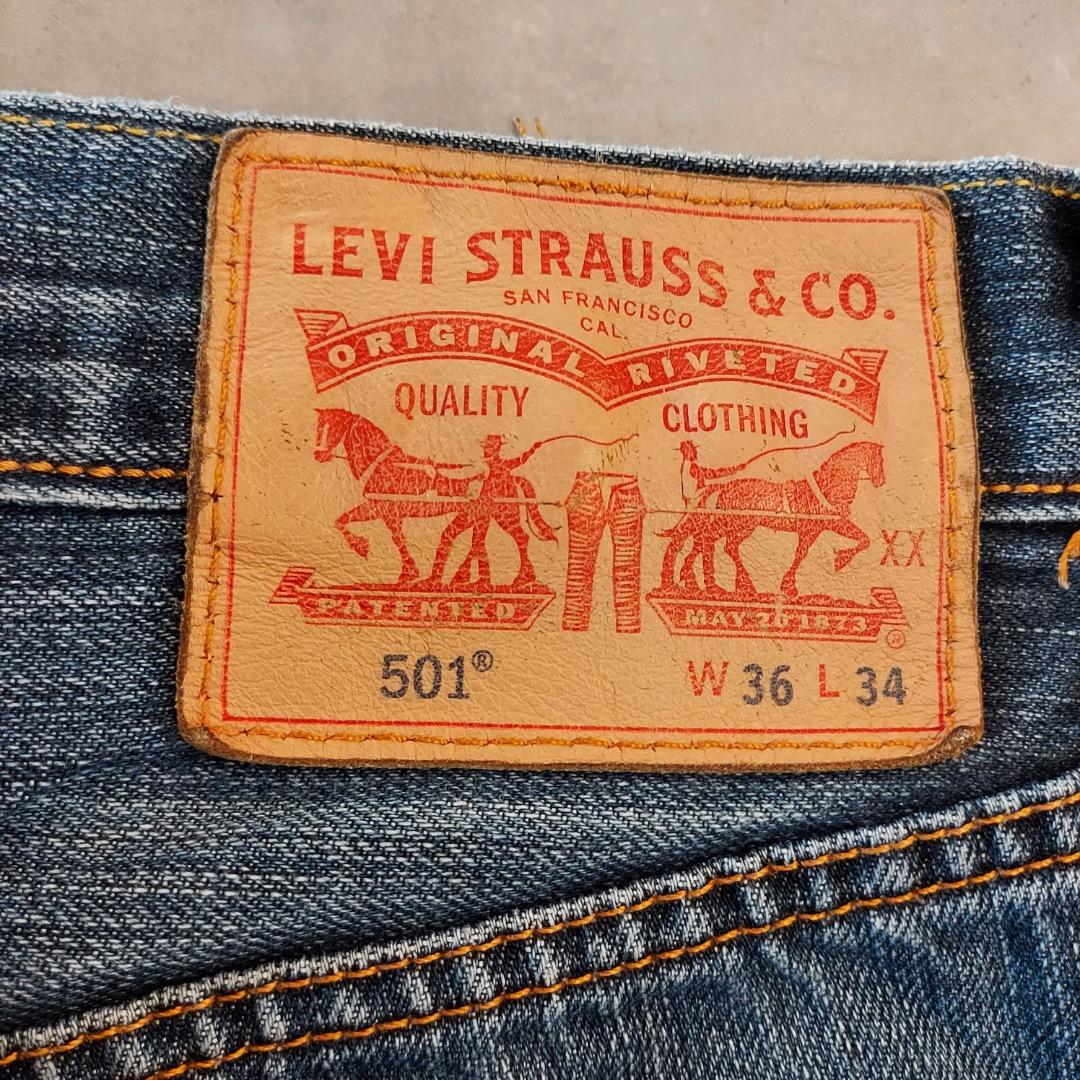 LEVI STRAUSS & CO.
SAN FRANCISCO
CAL.
ORIGINAL RIVETED
QUALITY CLOTHING
XX
PATENTED MAY 20 1873 ®
501® W 36 L 34